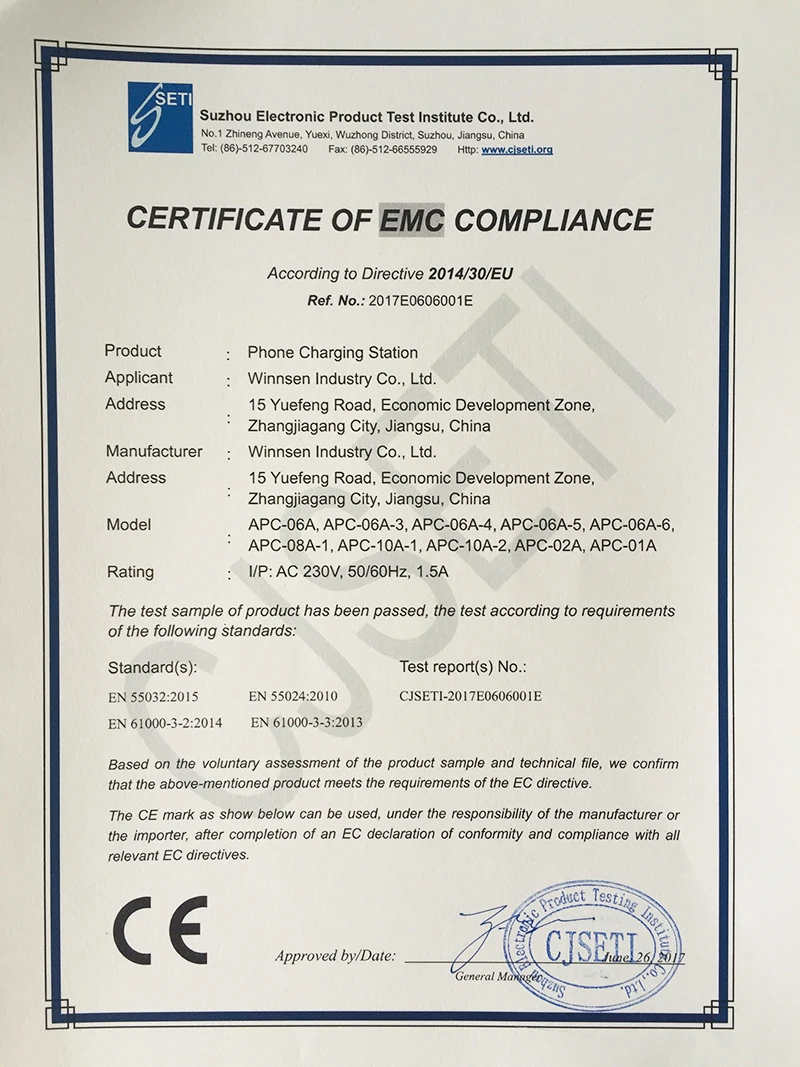 SETI
Suzhou Electronic Product Test Institute Co., Ltd.
No.1 Zhineng Avenue, Yuexi, Wuzhong District, Suzhou, Jiangsu, China
Tel: (86)-512-67703240 Fax: (86)-512-66555929 Http: www.cjseti.org
CERTIFICATE OF EMC COMPLIANCE
According to Directive 2014/30/EU
Ref. No.: 2017E0606001E
Product : Phone Charging Station
Applicant : Winnsen Industry Co., Ltd.
Address : 15 Yuefeng Road, Economic Development Zone,
Zhangjiagang City, Jiangsu, China
Manufacturer : Winnsen Industry Co., Ltd.
Address : 15 Yuefeng Road, Economic Development Zone,
Zhangjiagang City, Jiangsu, China
Model : APC-06A, APC-06A-3, APC-06A-4, APC-06A-5, APC-06A-6,
APC-08A-1, APC-10A-1, APC-10A-2, APC-02A, APC-01A
Rating : I/P: AC 230V, 50/60Hz, 1.5A
The test sample of product has been passed, the test according to requirements
of the following standards:
Standard(s): Test report(s) No.:
EN 55032:2015 EN 55024:2010 CJSETI-2017E0606001E
EN 61000-3-2:2014 EN 61000-3-3:2013
Based on the voluntary assessment of the product sample and technical file, we confirm
that the above-mentioned product meets the requirements of the EC directive.
The CE mark as show below can be used, under the responsibility of the manufacturer or
the importer, after completion of an EC declaration of conformity and compliance with all
relevant EC directives.
CE
Approved by/Date: June 26, 2017
General Manager
Suzhou Electronic Product Testing Institute Co., Ltd.
CJSETI
CJSETI